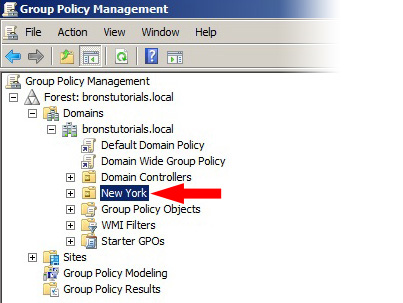 Group Policy Management
File Action View Window Help
Group Policy Management
Forest: bronstutorials.local
Domains
bronstutorials.local
Default Domain Policy
Domain Wide Group Policy
Domain Controllers
New York
Group Policy Objects
WMI Filters
Starter GPOs
Sites
Group Policy Modeling
Group Policy Results